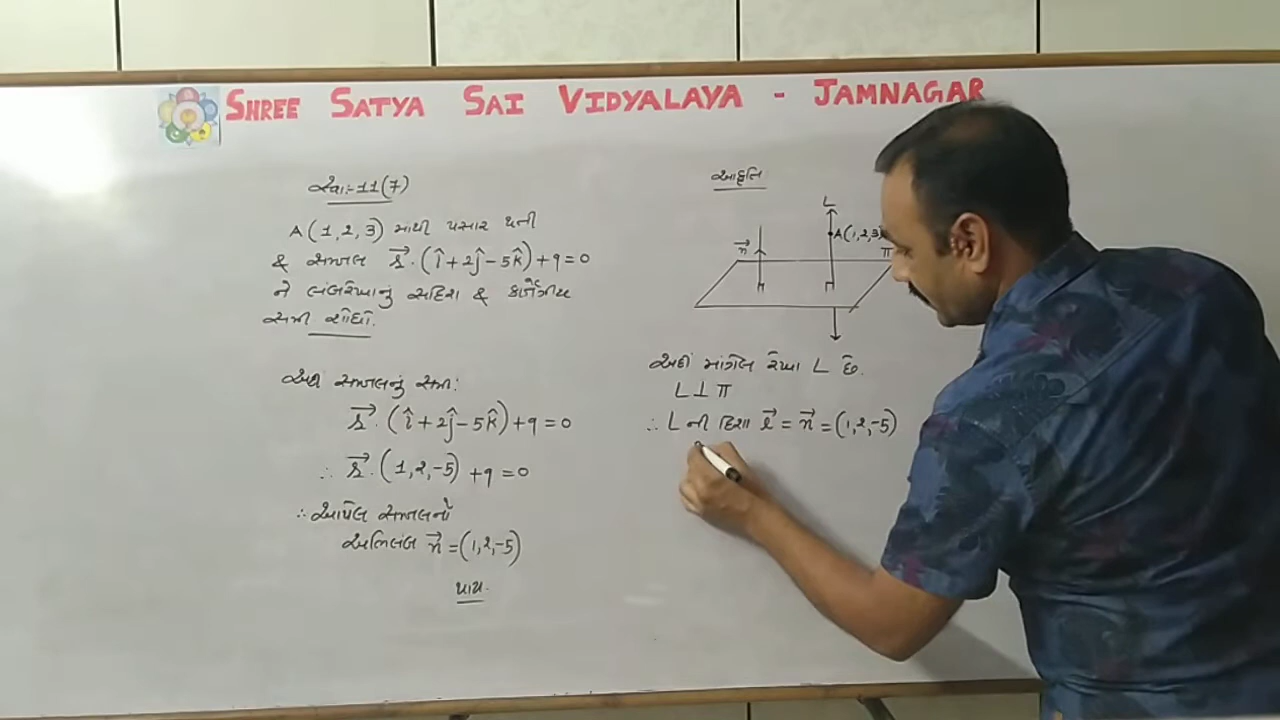 SHREE SATYA SAI VIDYALAYA - JAMNAGAR
સ્વા:-11(7)
A(1,2,3) માંથી પસાર થતી
& સમતલ r⃗·(î+2ĵ-5k̂)+9=0
ને લંબરેખાનું સદિશ & કાર્તેઝીય
સમી શોધો.
અહીં સમતલનું સમી:
r⃗·(î+2ĵ-5k̂)+9=0
∴ r⃗·(1,2,-5)+9=0
∴ આપેલ સમતલનો
અભિલંબ n⃗=(1,2,-5)
થાય.
આકૃતિ
L
A(1,2,3)
n⃗
π
અહીં માંગેલ રેખા L છે.
L⊥π
∴ L ની દિશા l⃗ = n⃗ = (1,2,-5)